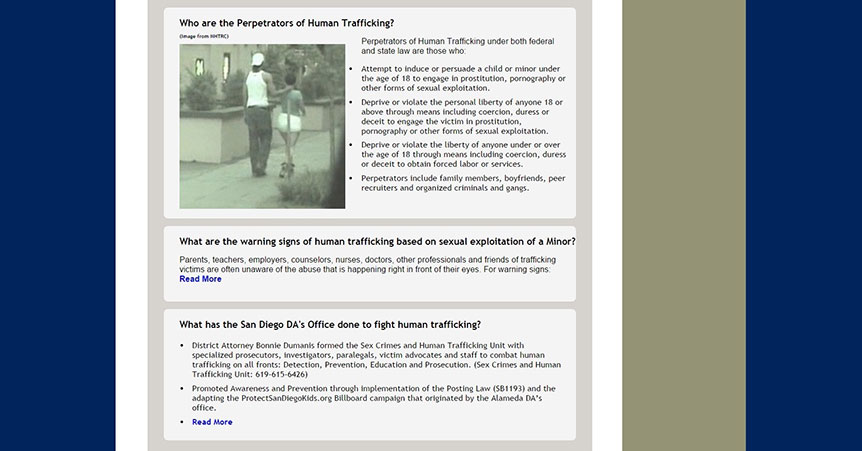 Who are the Perpetrators of Human Trafficking?
(Image from NHTRC)
Perpetrators of Human Trafficking under both federal
and state law are those who:
• Attempt to induce or persuade a child or minor under
the age of 18 to engage in prostitution, pornography or
other forms of sexual exploitation.
• Deprive or violate the personal liberty of anyone 18 or
above through means including coercion, duress or
deceit to engage the victim in prostitution,
pornography or other forms of sexual exploitation.
• Deprive or violate the liberty of anyone under or over
the age of 18 through means including coercion, duress
or deceit to obtain forced labor or services.
• Perpetrators include family members, boyfriends, peer
recruiters and organized criminals and gangs.
What are the warning signs of human trafficking based on sexual exploitation of a Minor?
Parents, teachers, employers, counselors, nurses, doctors, other professionals and friends of trafficking
victims are often unaware of the abuse that is happening right in front of their eyes. For warning signs:
Read More
What has the San Diego DA's Office done to fight human trafficking?
• District Attorney Bonnie Dumanis formed the Sex Crimes and Human Trafficking Unit with
specialized prosecutors, investigators, paralegals, victim advocates and staff to combat human
trafficking on all fronts: Detection, Prevention, Education and Prosecution. (Sex Crimes and Human
Trafficking Unit: 619-615-6426)
• Promoted Awareness and Prevention through implementation of the Posting Law (SB1193) and the
adapting the ProtectSanDiegoKids.org Billboard campaign that originated by the Alameda DA's
office.
• Read More